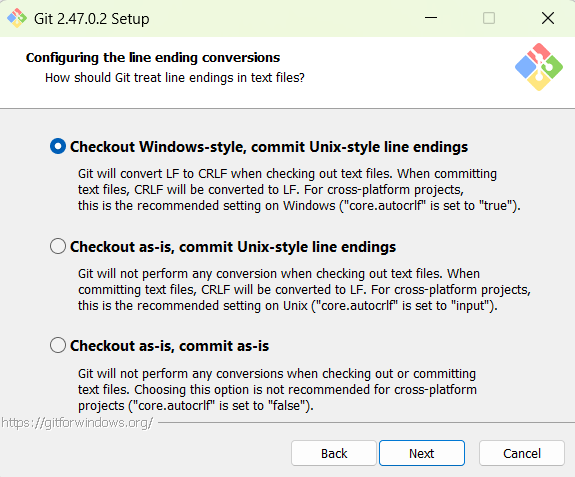 Git 2.47.0.2 Setup
Configuring the line ending conversions
How should Git treat line endings in text files?
Checkout Windows-style, commit Unix-style line endings
Git will convert LF to CRLF when checking out text files. When committing
text files, CRLF will be converted to LF. For cross-platform projects,
this is the recommended setting on Windows ("core.autocrlf" is set to "true").
Checkout as-is, commit Unix-style line endings
Git will not perform any conversion when checking out text files. When
committing text files, CRLF will be converted to LF. For cross-platform projects,
this is the recommended setting on Unix ("core.autocrlf" is set to "input").
Checkout as-is, commit as-is
Git will not perform any conversions when checking out or committing
text files. Choosing this option is not recommended for cross-platform
projects ("core.autocrlf" is set to "false").
https://gitforwindows.org/
Back Next Cancel